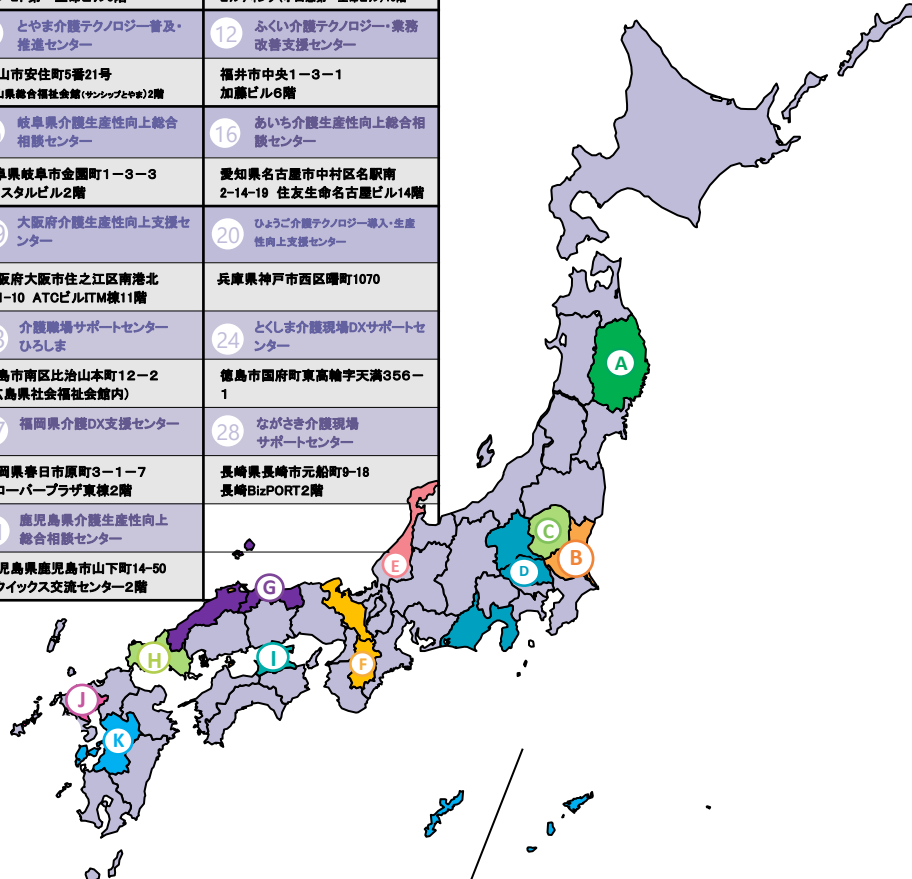 とやま介護テクノロジー普及・
推進センター
12
ふくい介護テクノロジー・業務
改善支援センター
山市安住町5番21号
県総合福祉会館(サンシップとやま)2階
福井市中央1－3－1
加藤ビル6階
岐阜県介護生産性向上総合
相談センター
16
あいち介護生産性向上総合相
談センター
県岐阜市金園町1－3－3
スタルビル2階
愛知県名古屋市中村区名駅南
2-14-19 住友生命名古屋ビル14階
大阪府介護生産性向上支援セ
ンター
20
ひょうご介護テクノロジー導入・生産
性向上支援センター
阪府大阪市住之江区南港北
-10 ATCビルITM棟11階
兵庫県神戸市西区曙町1070
介護職場サポートセンター
ひろしま
24
とくしま介護現場DXサポートセ
ンター
島市南区比治山本町12－2
島県社会福祉会館内）
徳島市国府町東高輪字天満356－
1
福岡県介護DX支援センター
28
ながさき介護現場
サポートセンター
岡県春日市原町3－1－7
ローバープラザ東棟2階
長崎県長崎市元船町9-18
長崎BizPORT2階
鹿児島県介護生産性向上
総合相談センター
児島県鹿児島市山下町14-50
クイックス交流センター2階
A
C
B
D
E
G
F
H
I
J
K